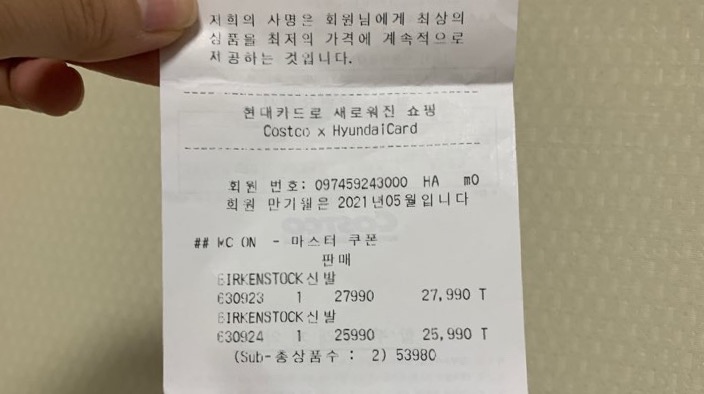 저희의 사명은 회원님에게 최상의
상품을 최저의 가격에 계속적으로
제공하는 것입니다.
현대카드로 새로워진 쇼핑
Costco x HyundaiCard
회원 번호: 097459243000 HA m0
회원 만기월은 2021년05월입니다
## MC ON - 마스터 쿠폰
판매
BIRKENSTOCK신발
630923 1 27990 27,990 T
BIRKENSTOCK신발
630924 1 25990 25,990 T
(Sub-총상품수 : 2) 53980